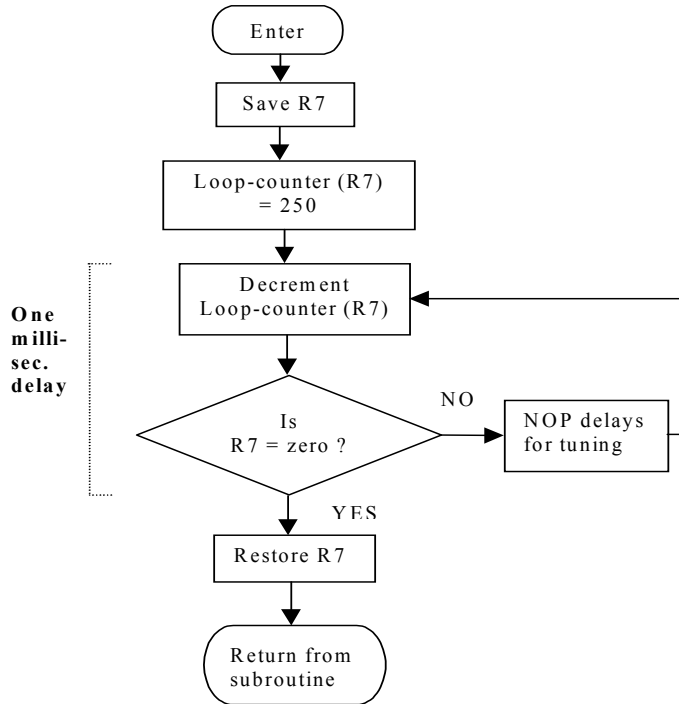 Enter
Save R7
Loop-counter (R7)
= 250
Decrement
Loop-counter (R7)
One
milli-
sec.
delay
Is
R7 = zero ?
NO
NOP delays
for tuning
YES
Restore R7
Return from
subroutine